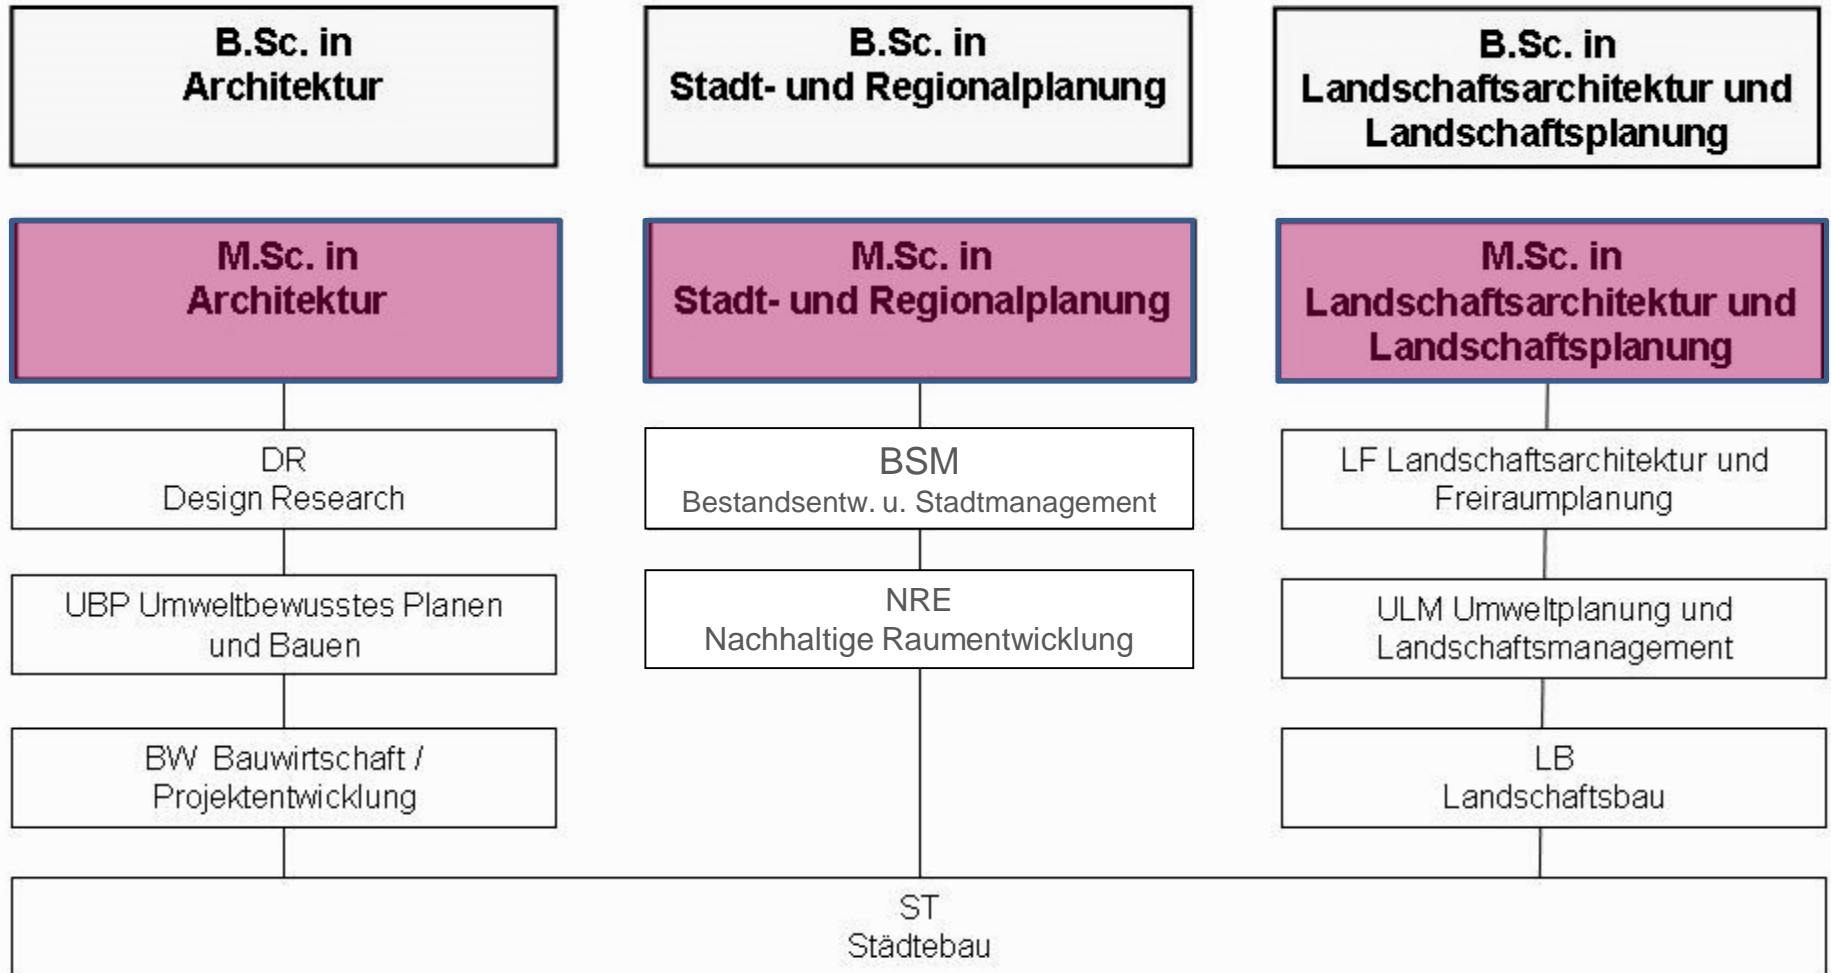 B.Sc. in
Architektur
B.Sc. in
Stadt- und Regionalplanung
B.Sc. in
Landschaftsarchitektur und
Landschaftsplanung
M.Sc. in
Architektur
M.Sc. in
Stadt- und Regionalplanung
M.Sc. in
Landschaftsarchitektur und
Landschaftsplanung
DR
Design Research
BSM
Bestandsentw. u. Stadtmanagement
LF Landschaftsarchitektur und
Freiraumplanung
UBP Umweltbewusstes Planen
und Bauen
NRE
Nachhaltige Raumentwicklung
ULM Umweltplanung und
Landschaftsmanagement
BW Bauwirtschaft /
Projektentwicklung
LB
Landschaftsbau
ST
Städtebau